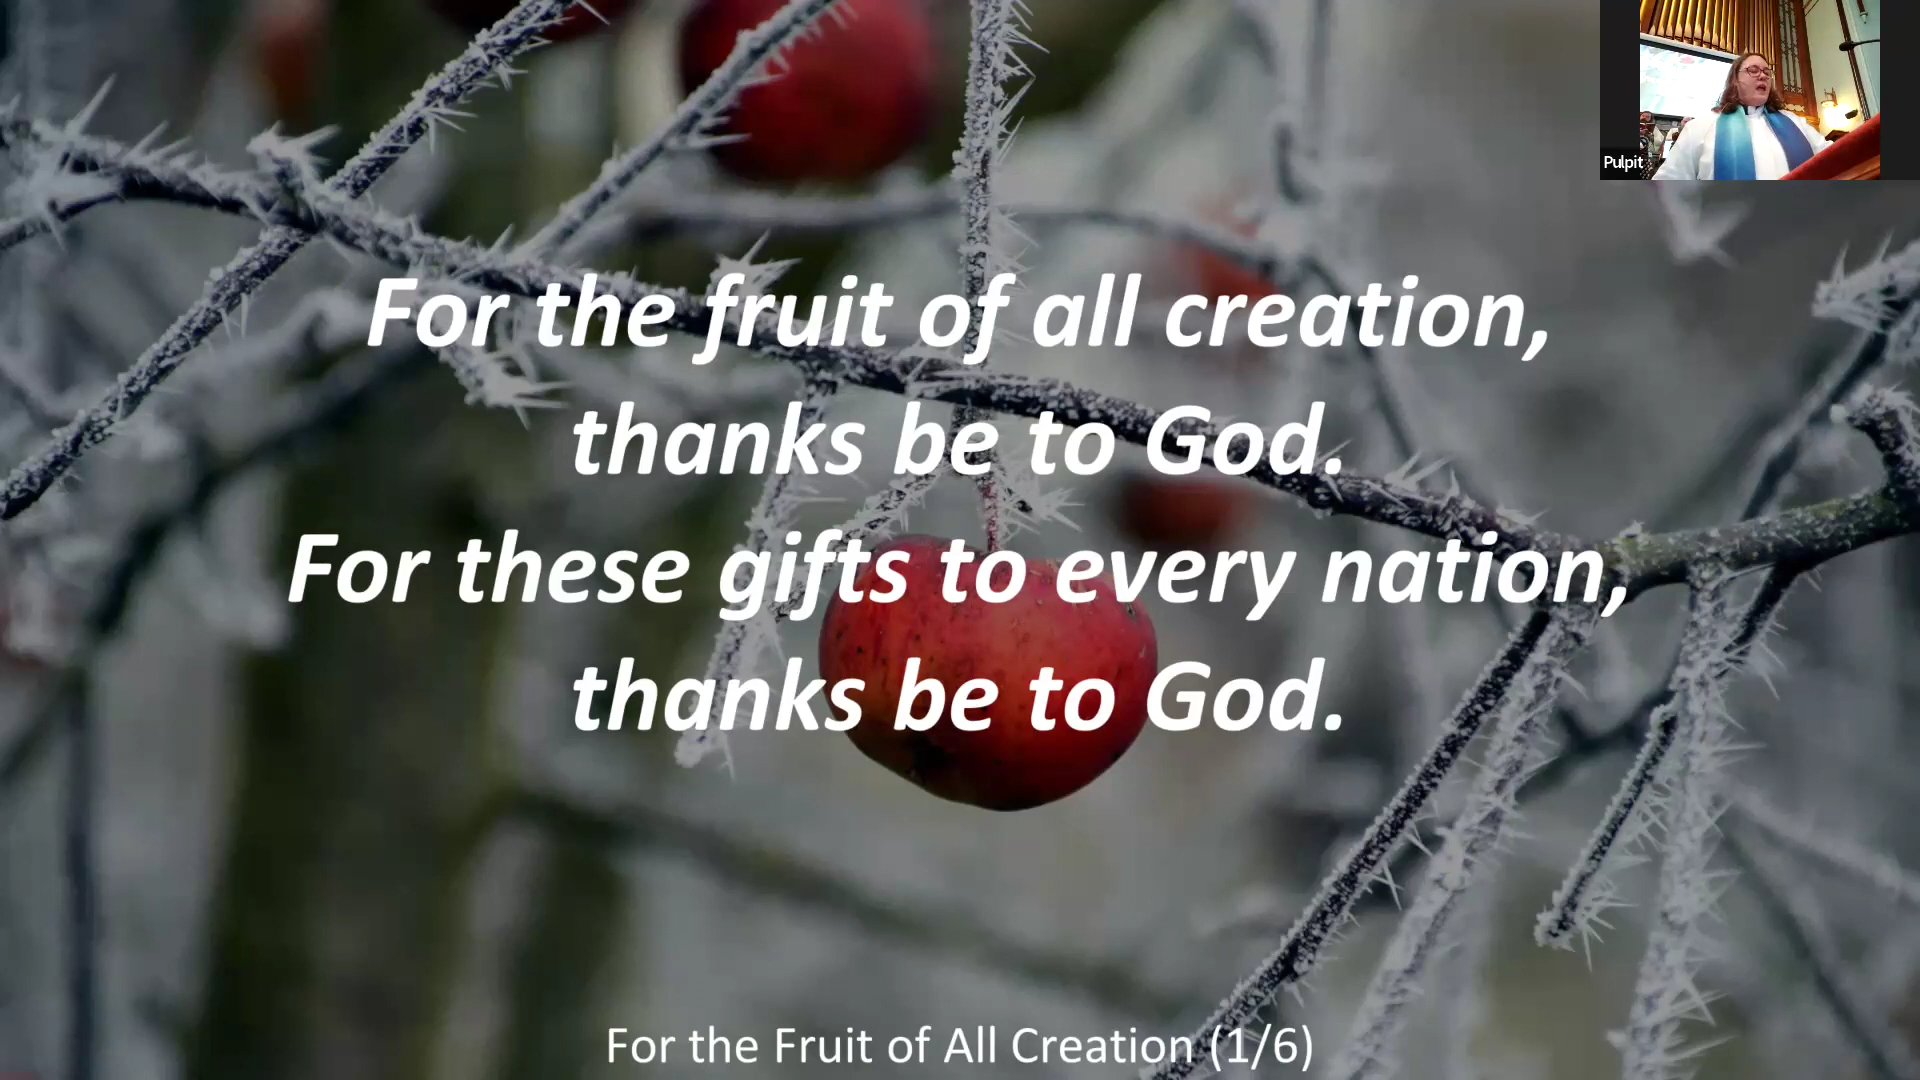 Pulpit
For the fruit of all creation,
thanks be to God.
For these gifts to every nation,
thanks be to God.
For the Fruit of All Creation (1/6)